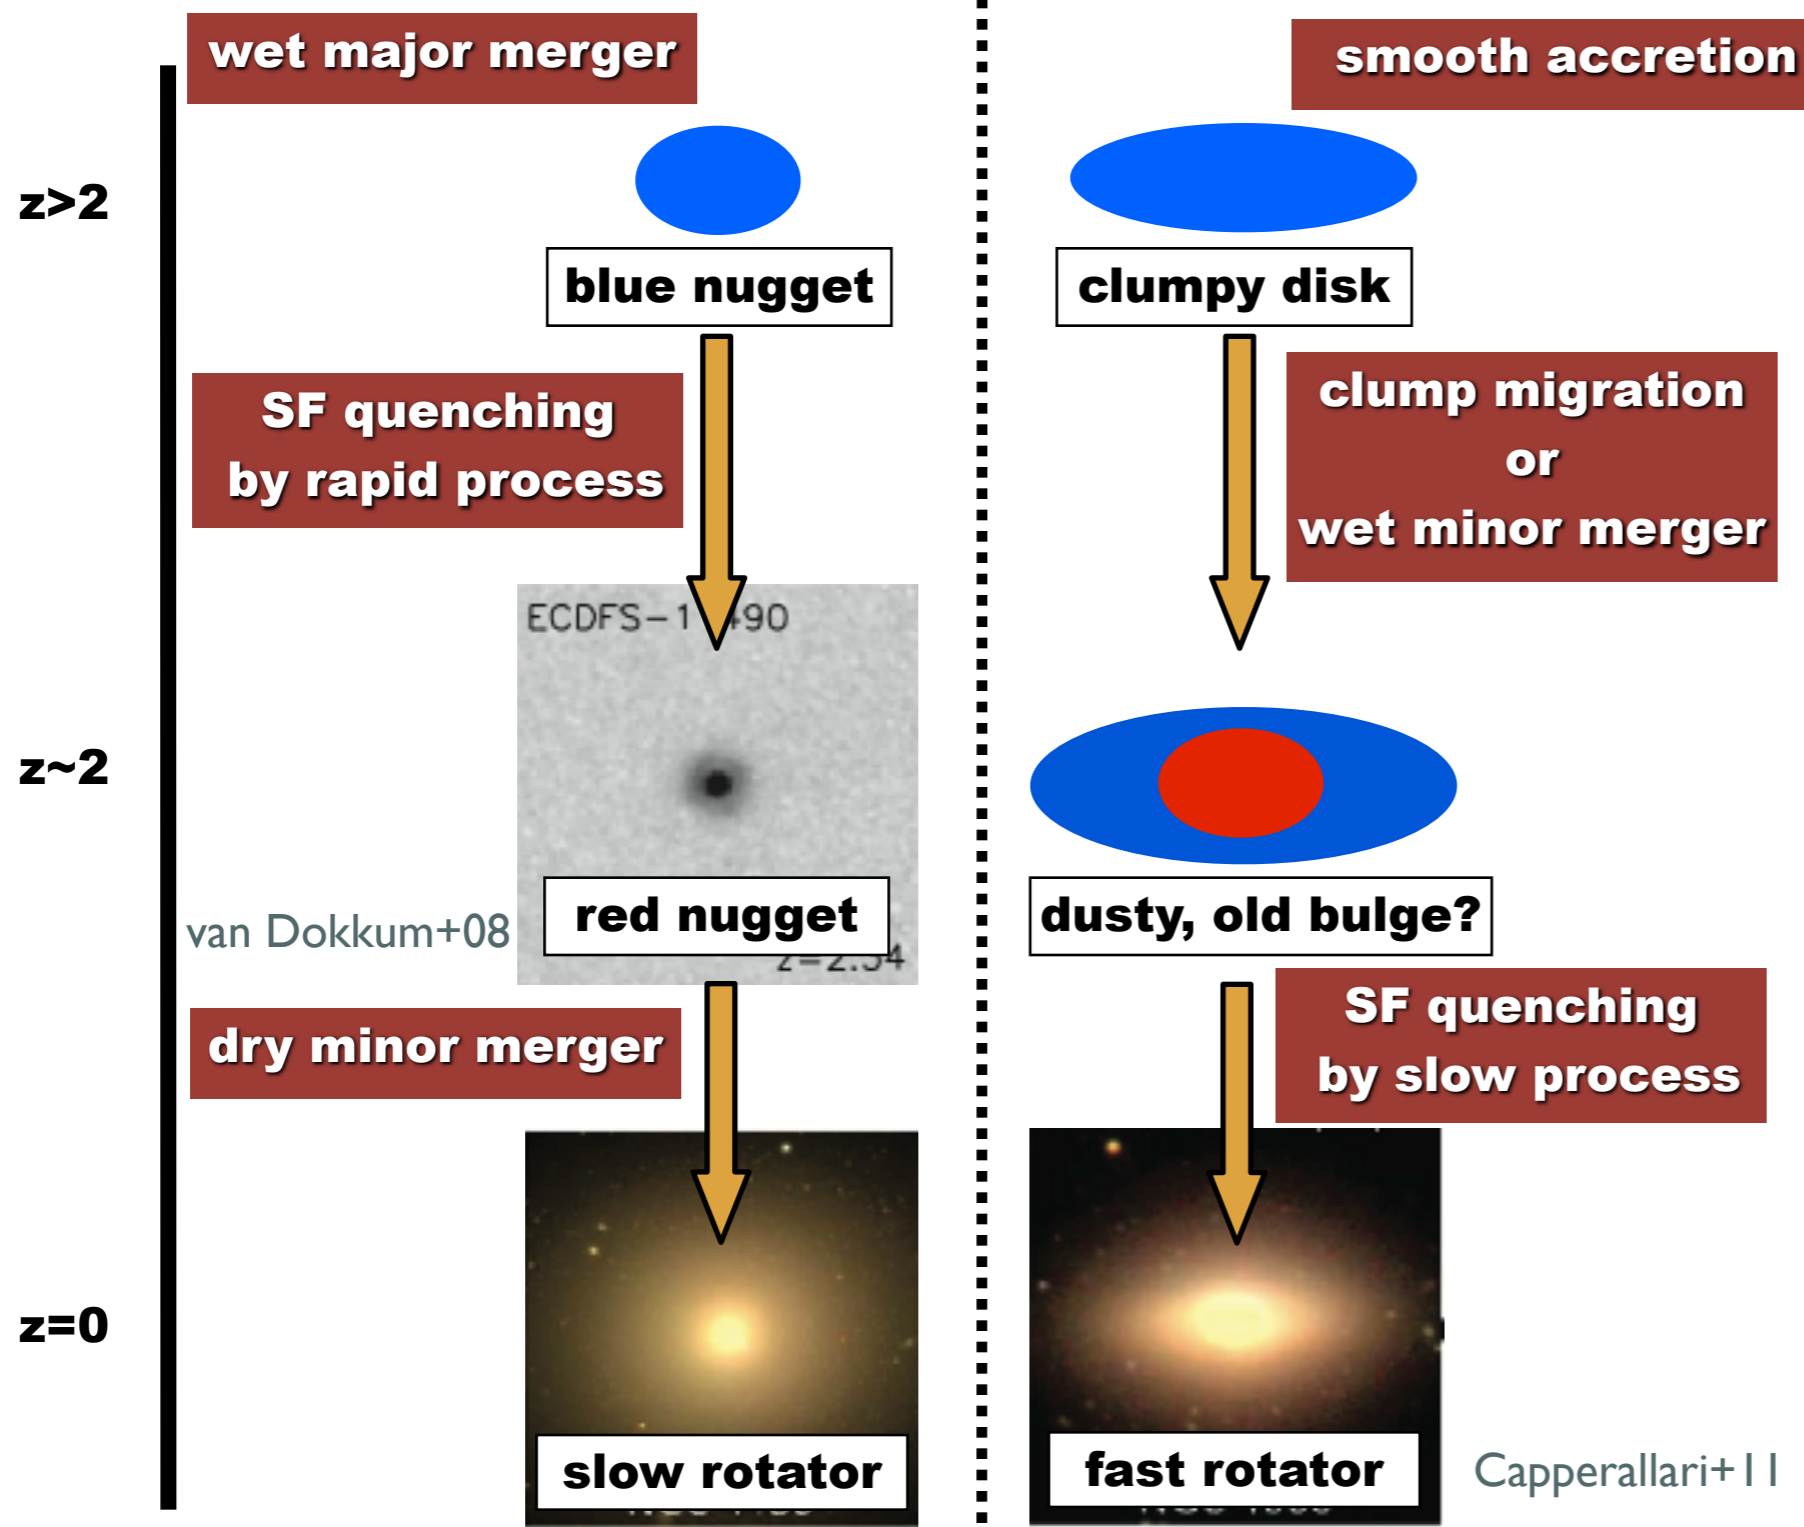 wet major merger
smooth accretion
z>2
blue nugget
clumpy disk
SF quenching
by rapid process
clump migration
or
wet minor merger
z~2
red nugget
van Dokkum+08
dusty, old bulge?
dry minor merger
SF quenching
by slow process
z=0
slow rotator
fast rotator
Capperallari+11